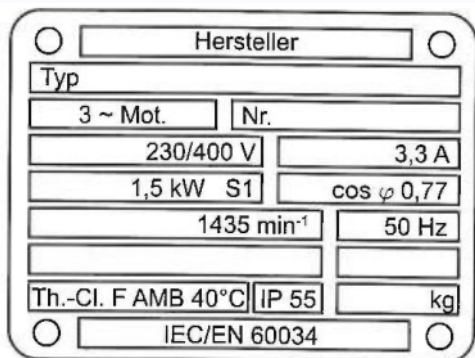 Hersteller
Typ
3 ~ Mot. Nr.
230/400 V 3,3 A
1,5 kW S1 cos φ 0,77
1435 min⁻¹ 50 Hz
Th.-Cl. F AMB 40°C IP 55 kg
IEC/EN 60034